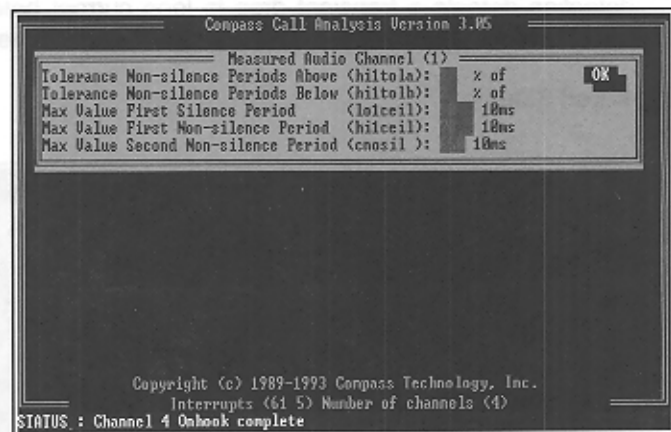 Compass Call Analysis Version 3.05
Measured Audio Channel (1)
Tolerance Non-silence Periods Above (hi1tola): % of OK
Tolerance Non-silence Periods Below (hi1tolb): % of
Max Value First Silence Period (lo1ceil): 10ms
Max Value First Non-silence Period (hi1ceil): 10ms
Max Value Second Non-silence Period (cnosil ): 10ms
Copyright (c) 1989-1993 Compass Technology, Inc.
Interrupts (61 5) Number of channels (4)
STATUS : Channel 4 Onhook complete